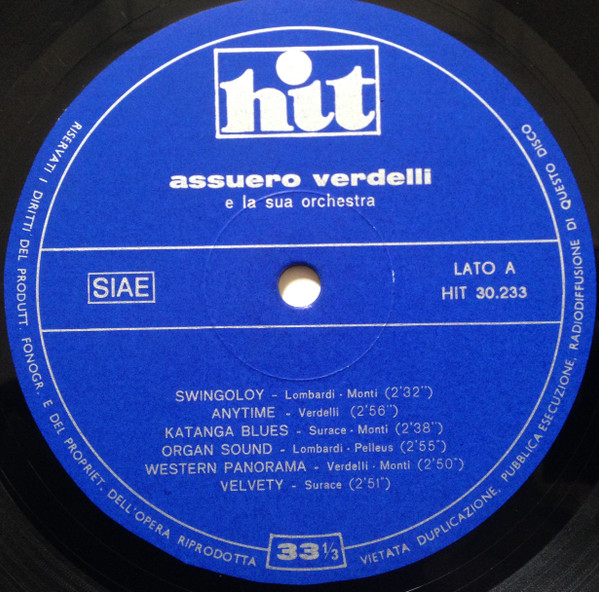 hit
assuero verdelli
e la sua orchestra
SIAE
LATO A
HIT 30.233
SWINGOLOY - Lombardi · Monti (2'32'')
ANYTIME - Verdelli (2'56'')
KATANGA BLUES - Surace · Monti (2'38'')
ORGAN SOUND - Lombardi · Pelleus (2'55'')
WESTERN PANORAMA - Verdelli · Monti (2'50'')
VELVETY - Surace (2'51'')
33 1/3
RISERVATI I DIRITTI DEL PRODUTT. FONOGR. E DEL PROPRIET. DELL'OPERA RIPRODOTTA
VIETATA DUPLICAZIONE, PUBBLICA ESECUZIONE, RADIODIFFUSIONE DI QUESTO DISCO